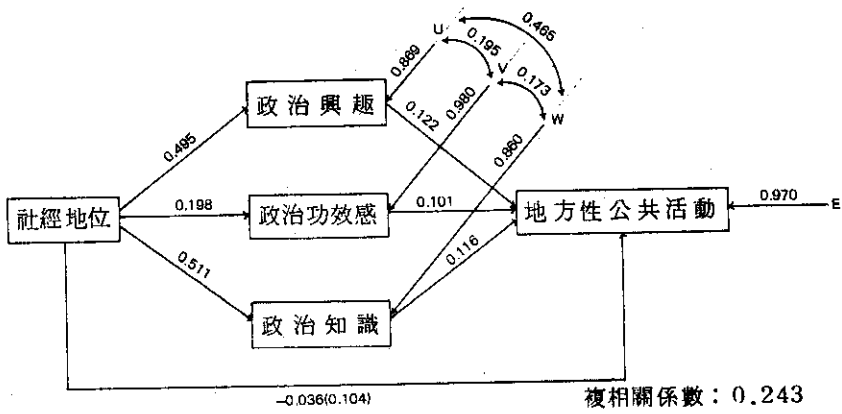 0.465
U
0.195
0.869
V
0.173
政治興趣
0.980
W
0.122
0.860
0.495
社經地位
0.198
政治功效感
0.101
地方性公共活動
0.970
E
0.511
0.116
政治知識
-0.036(0.104)
複相關係數：0.243